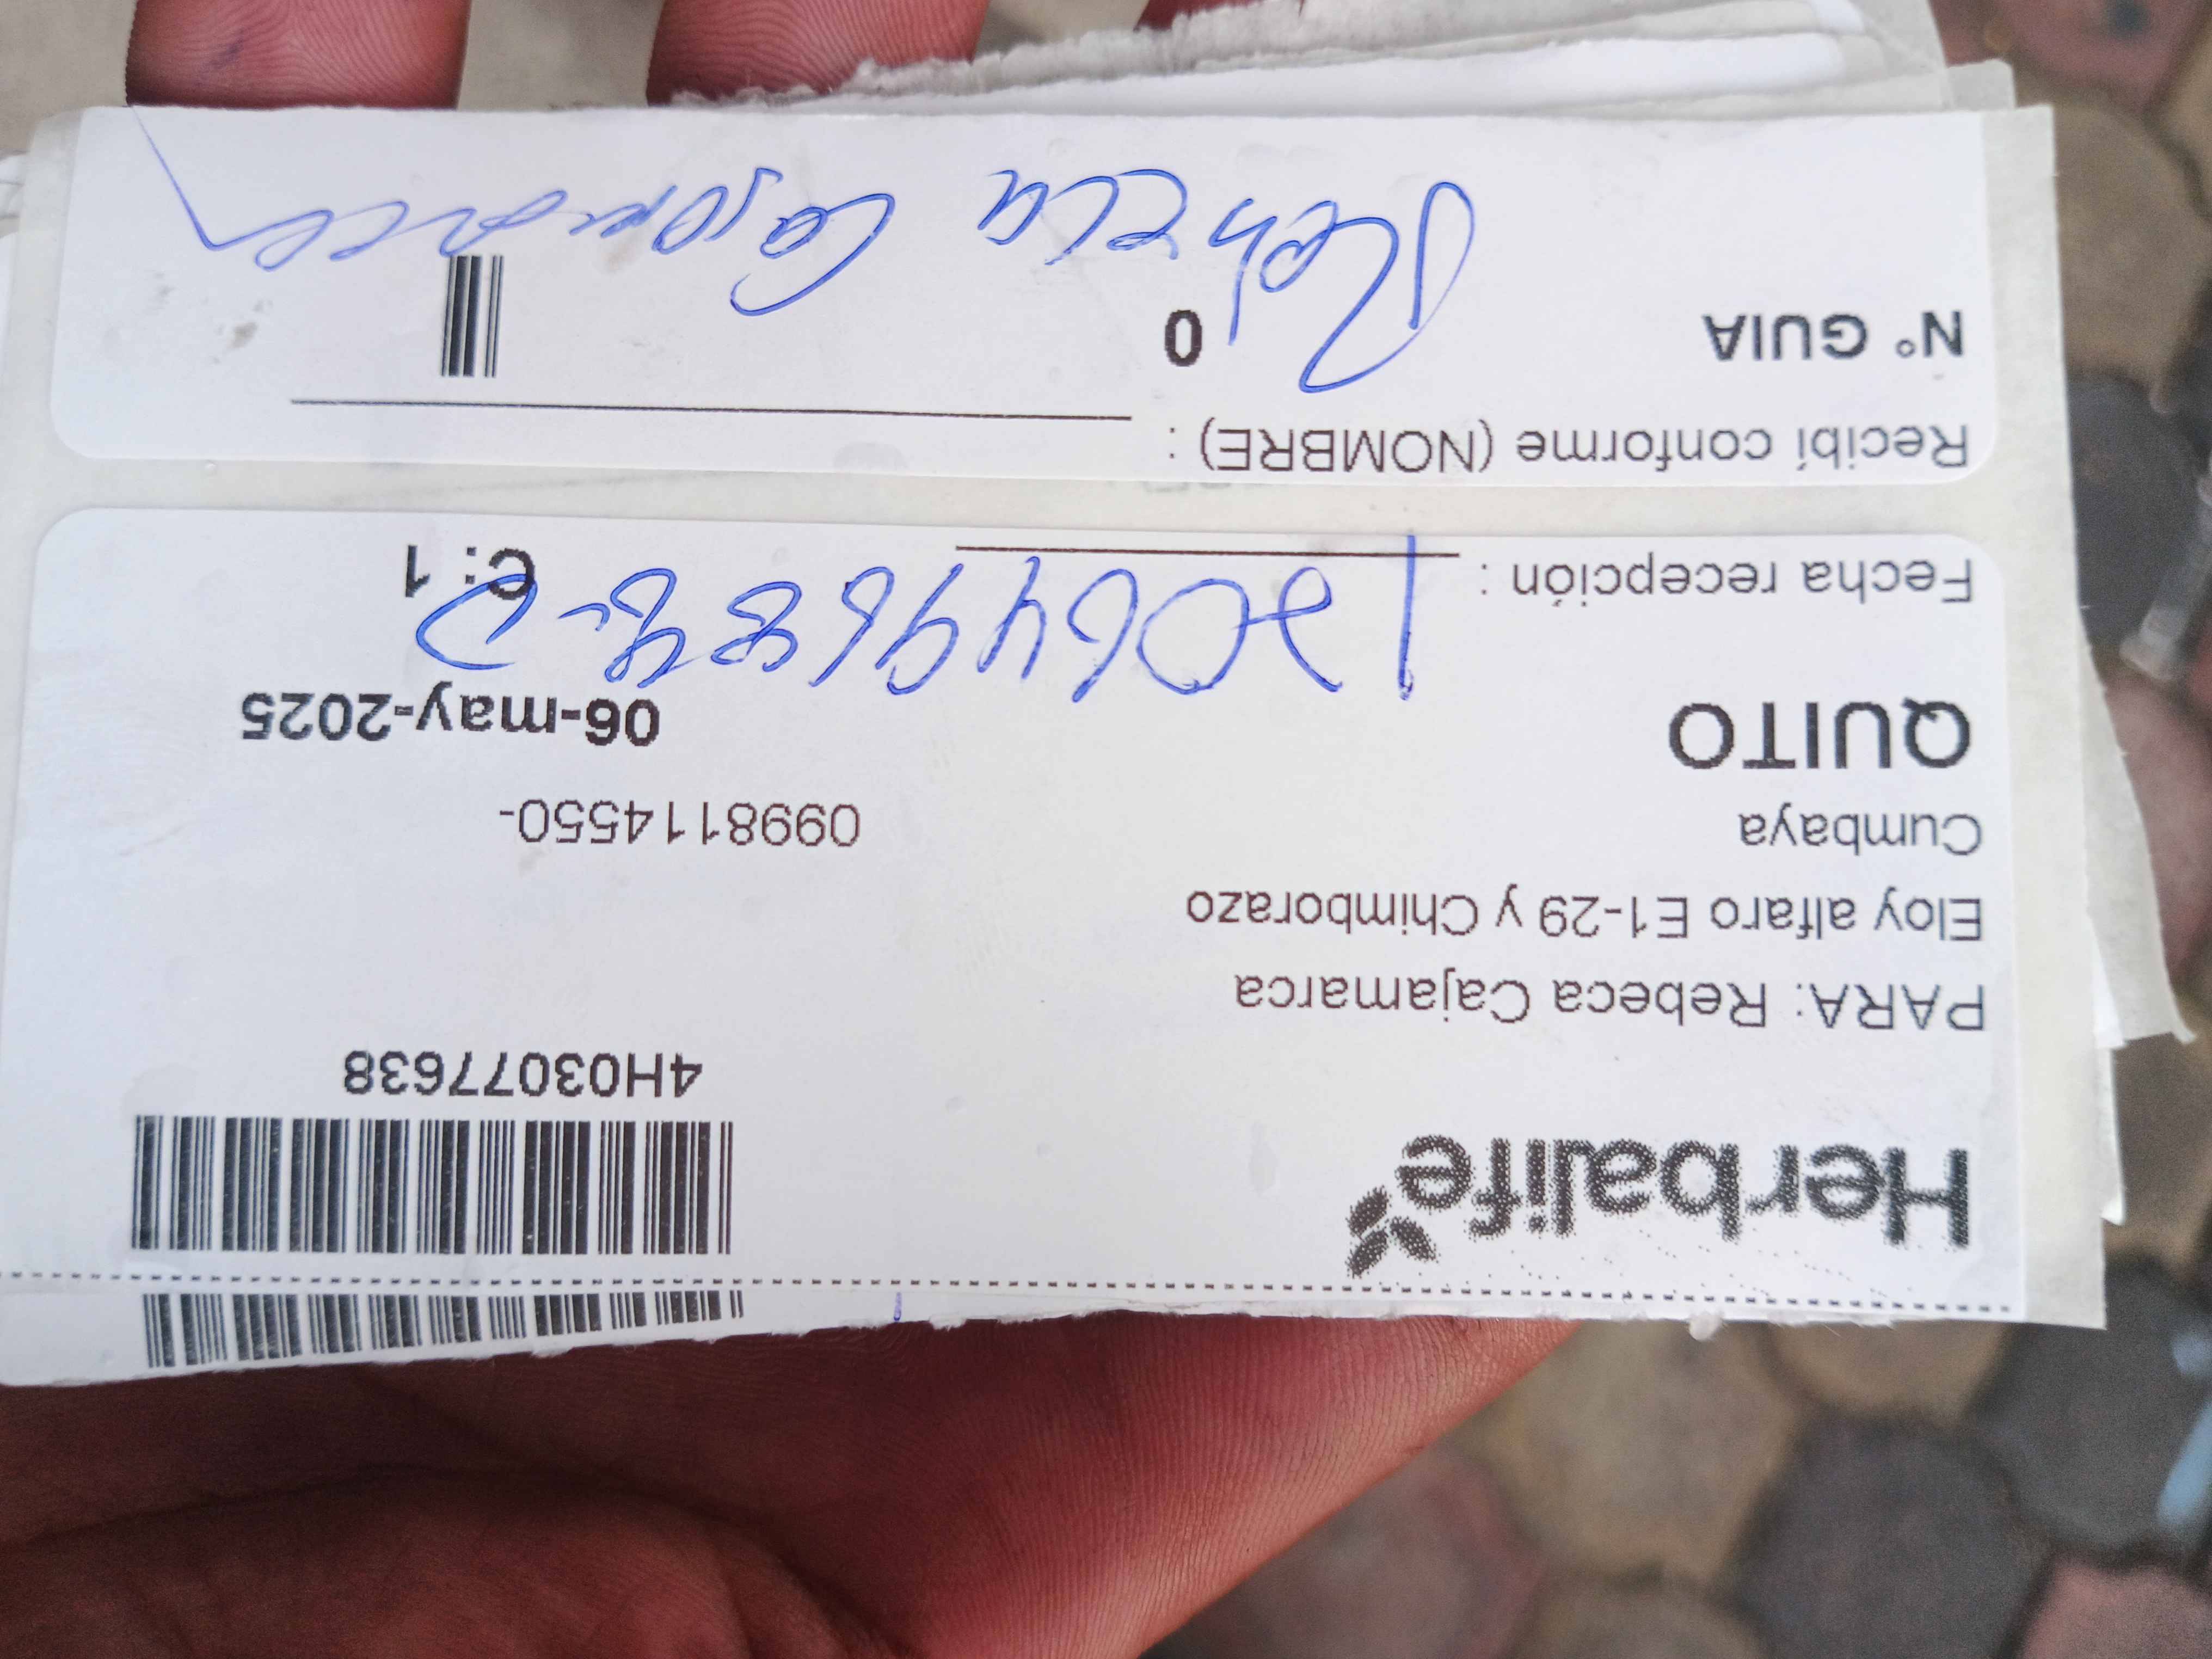 Herbalife
4H03077638
PARA: Rebeca Cajamarca
Eloy alfaro E1-29 y Chimborazo
Cumbaya 0998114550-
QUITO 06-may-2025
Fecha recepción : C: 1
Recibí conforme (NOMBRE) :
N° GUIA 0
Rebeca Cajamarca